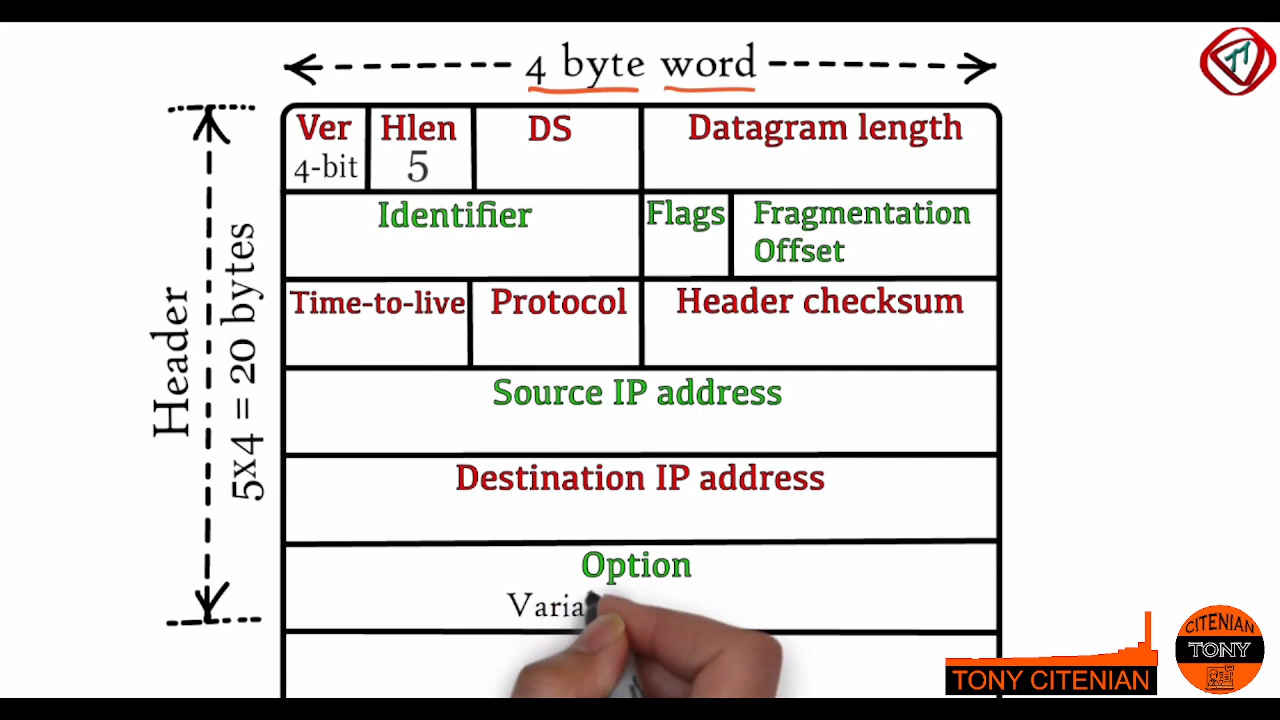 4 byte word
Ver
4-bit
Hlen
5
DS
Datagram length
Identifier
Flags
Fragmentation
Offset
Time-to-live
Protocol
Header checksum
Source IP address
Destination IP address
Option
Varia
Header
5x4 = 20 bytes
TONY CITENIAN
CITENIAN
TONY